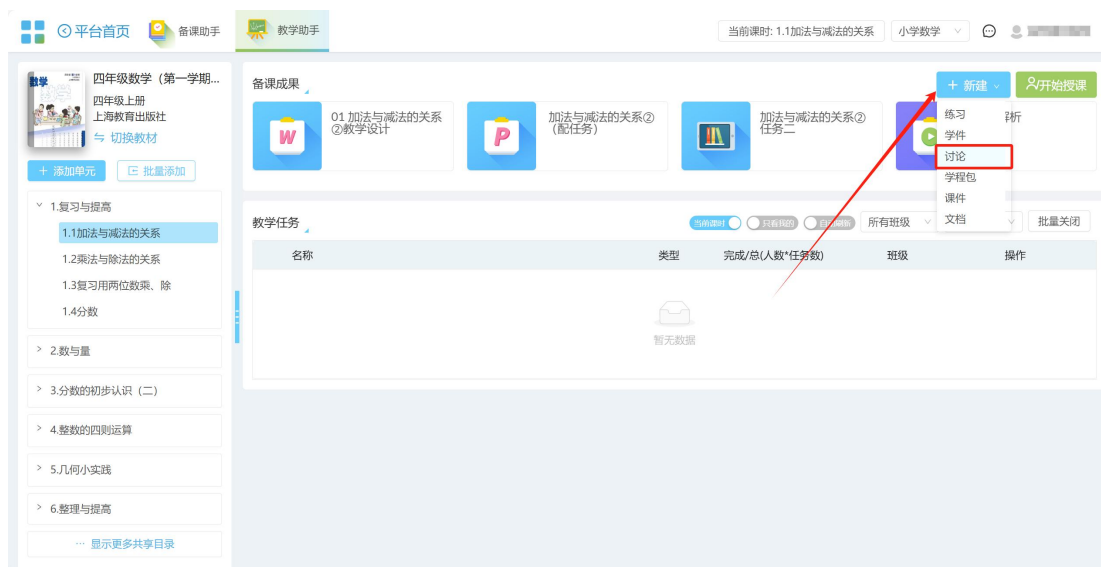 平台首页
备课助手
教学助手
当前课时: 1.1加法与减法的关系
小学数学
数学
四年级数学（第一学期...
四年级上册
上海教育出版社
切换教材
+ 添加单元
批量添加
1.复习与提高
1.1加法与减法的关系
1.2乘法与除法的关系
1.3复习用两位数乘、除
1.4分数
2.数与量
3.分数的初步认识（二）
4.整数的四则运算
5.几何小实践
6.整理与提高
··· 显示更多共享目录
备课成果
+ 新建
开始授课
W
01 加法与减法的关系
②教学设计
P
加法与减法的关系②
（配任务）
加法与减法的关系②
任务二
析
练习
学件
讨论
学程包
课件
文档
教学任务
当前课时
只看我的
自动刷新
所有班级
批量关闭
名称
类型
完成/总(人数*任务数)
班级
操作
暂无数据